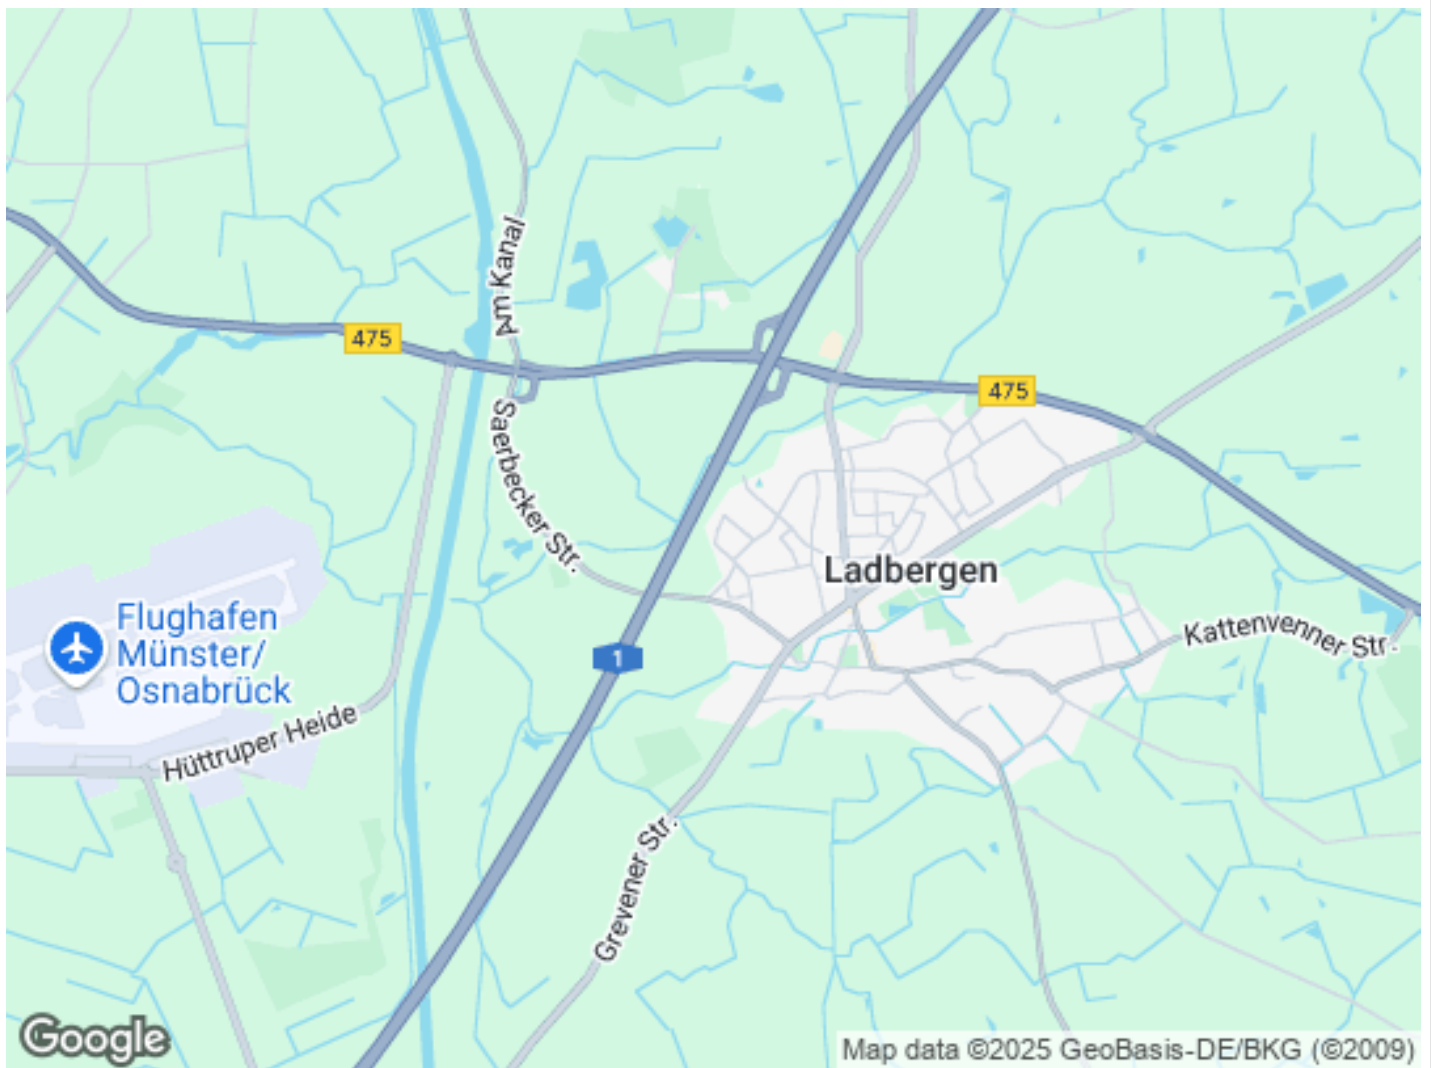 Am Kanal
475
475
Saerbecker Str.
Ladbergen
Flughafen
Münster/
Osnabrück
Kattenvenner Str.
1
Hüttruper Heide
Grevener Str.
Google
Map data ©2025 GeoBasis-DE/BKG (©2009)